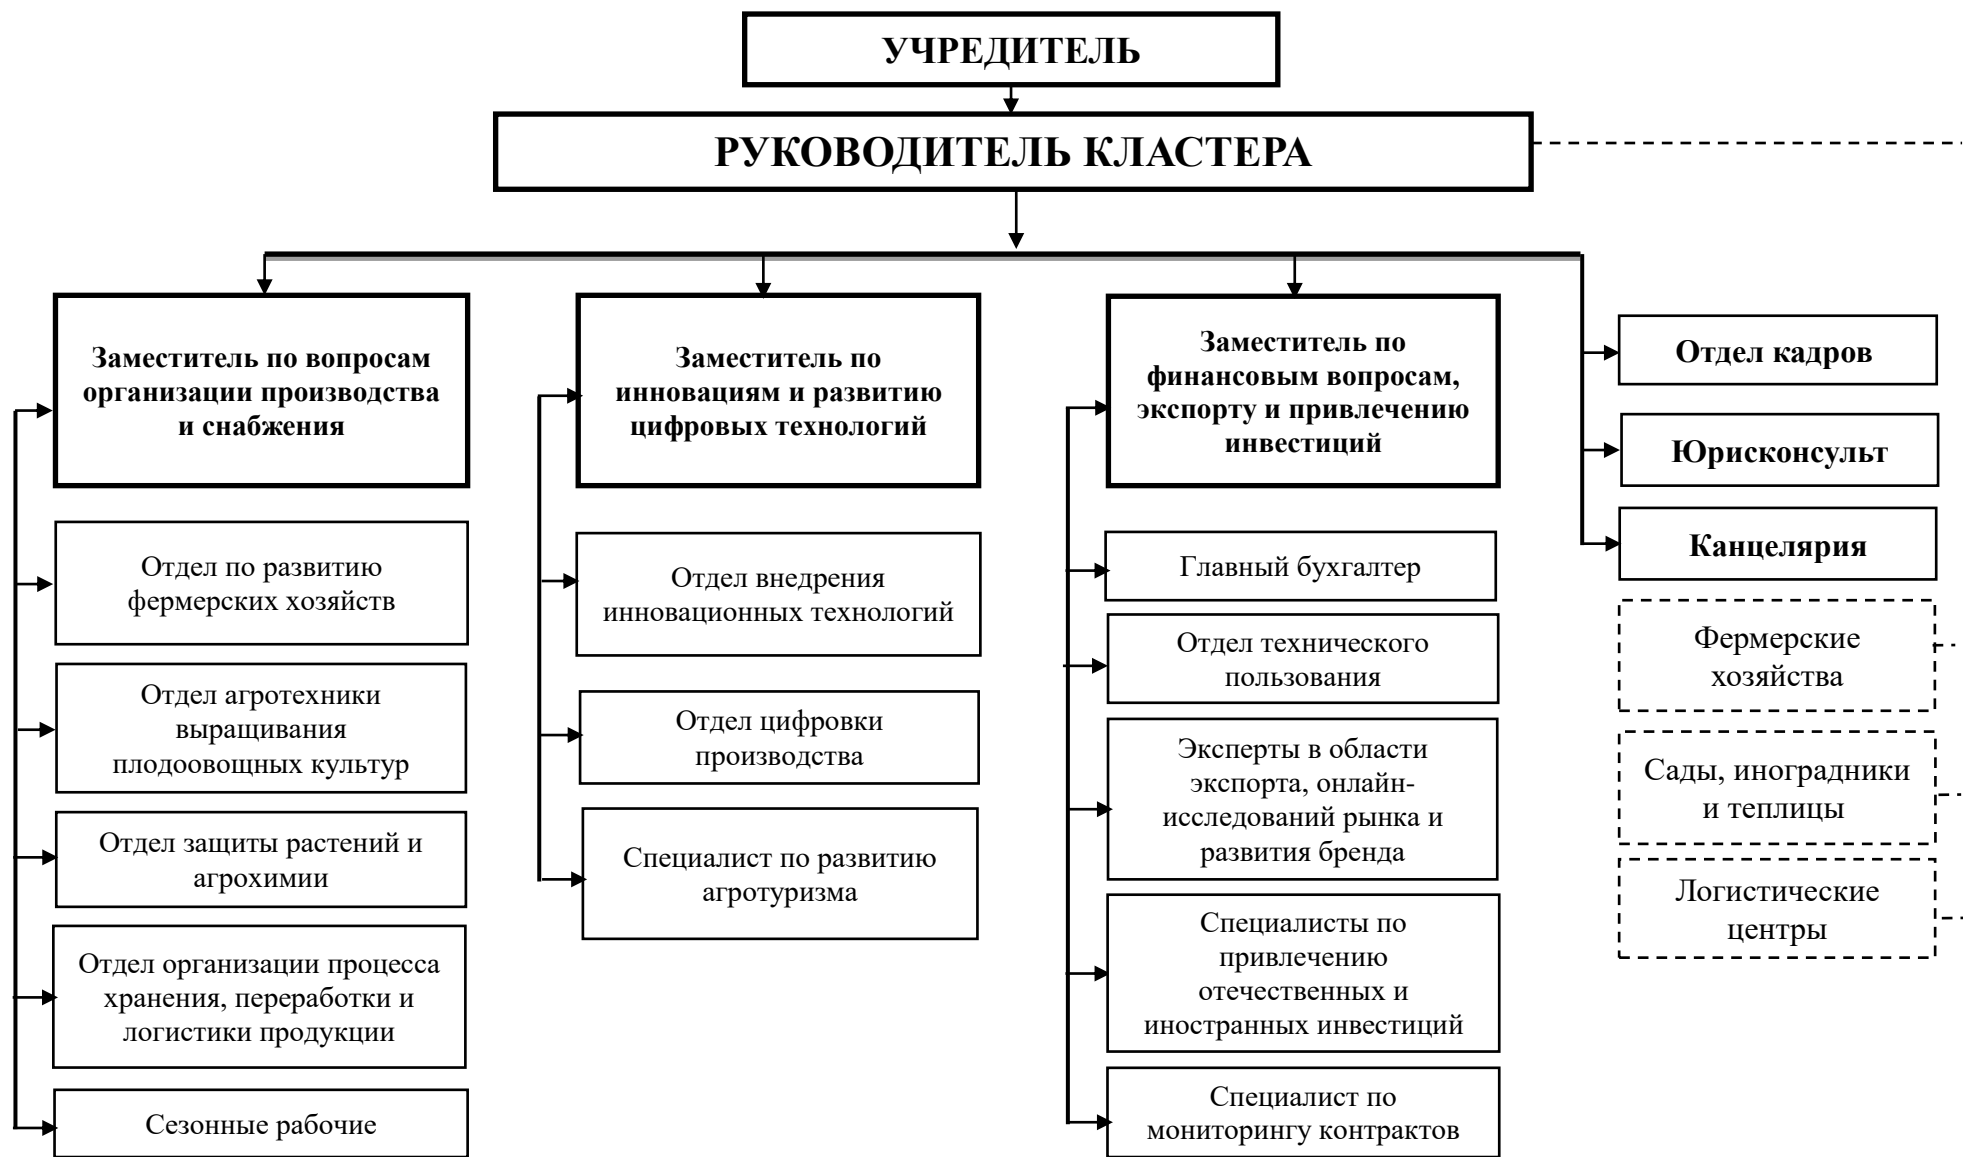 УЧРЕДИТЕЛЬ
РУКОВОДИТЕЛЬ КЛАСТЕРА
Заместитель по вопросам
организации производства
и снабжения
Отдел по развитию
фермерских хозяйств
Отдел агротехники
выращивания
плодоовощных культур
Отдел защиты растений и
агрохимии
Отдел организации процесса
хранения, переработки и
логистики продукции
Сезонные рабочие
Заместитель по
инновациям и развитию
цифровых технологий
Отдел внедрения
инновационных технологий
Отдел цифровки
производства
Специалист по развитию
агротуризма
Заместитель по
финансовым вопросам,
экспорту и привлечению
инвестиций
Главный бухгалтер
Отдел технического
пользования
Эксперты в области
экспорта, онлайн-
исследований рынка и
развития бренда
Специалисты по
привлечению
отечественных и
иностранных инвестиций
Специалист по
мониторингу контрактов
Отдел кадров
Юрисконсульт
Канцелярия
Фермерские
хозяйства
Сады, иноградники
и теплицы
Логистические
центры